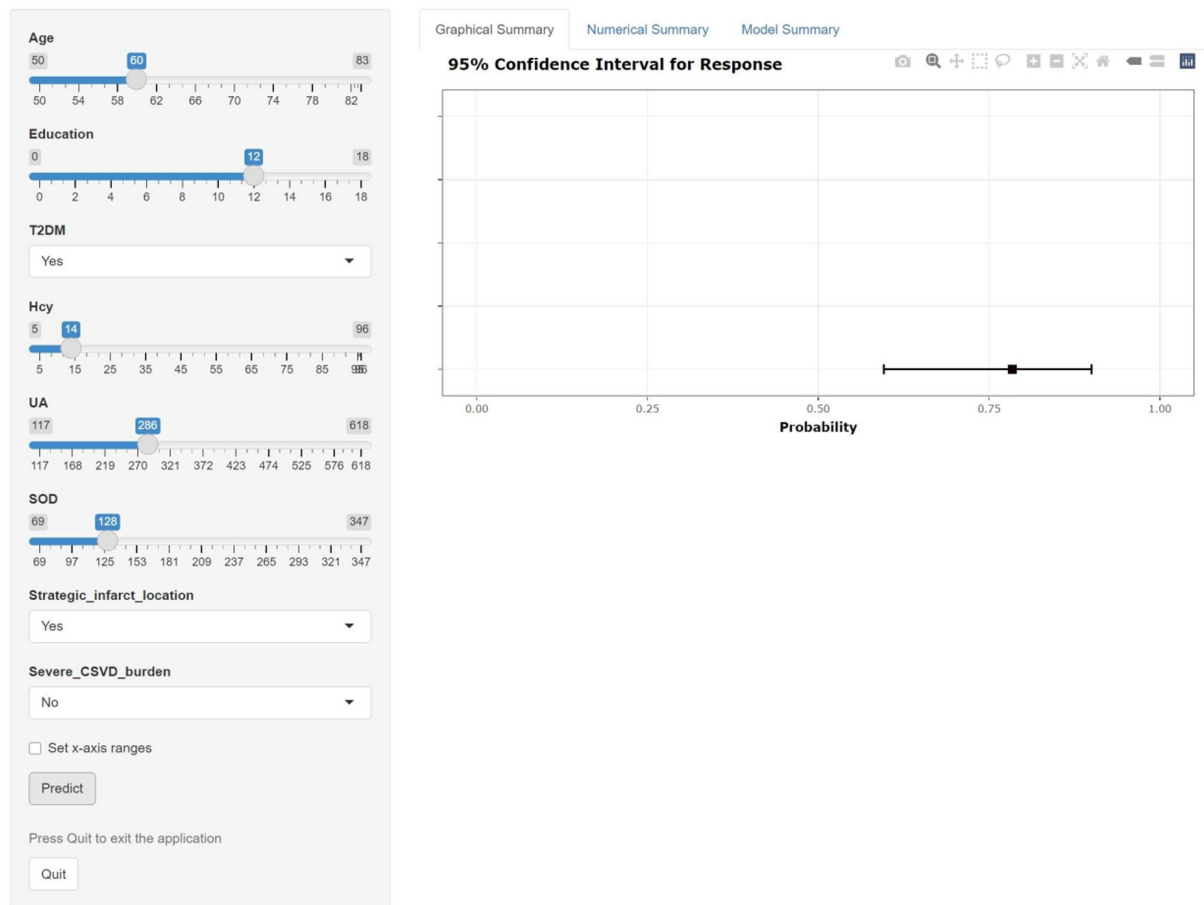 Age
50 60 83
50 54 58 62 66 70 74 78 82
Education
0 12 18
0 2 4 6 8 10 12 14 16 18
T2DM
Yes
Hcy
5 14 96
5 15 25 35 45 55 65 75 85 96
UA
117 286 618
117 168 219 270 321 372 423 474 525 576 618
SOD
69 128 347
69 97 125 153 181 209 237 265 293 321 347
Strategic_infarct_location
Yes
Severe_CSVD_burden
No
Set x-axis ranges
Predict
Press Quit to exit the application
Quit
Graphical Summary Numerical Summary Model Summary
95% Confidence Interval for Response
0.00 0.25 0.50 0.75 1.00
Probability